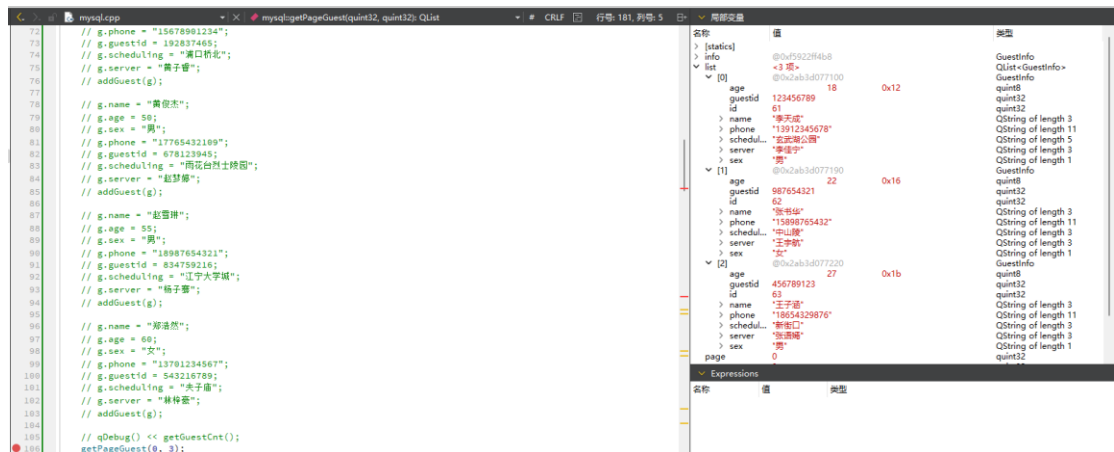 mysql.cpp
mysql::getPageGuest(quint32, quint32): QList
# CRLF 行号: 181, 列号: 5
72 // g.phone = "15678901234";
73 // g.guestid = 192837465;
74 // g.scheduling = "浦口桥北";
75 // g.server = "黄子睿";
76 // addGuest(g);
77
78 // g.name = "黄俊杰";
79 // g.age = 50;
80 // g.sex = "男";
81 // g.phone = "17765432109";
82 // g.guestid = 678123945;
83 // g.scheduling = "雨花台烈士陵园";
84 // g.server = "赵梦婷";
85 // addGuest(g);
86
87 // g.name = "赵雪琳";
88 // g.age = 55;
89 // g.sex = "男";
90 // g.phone = "18987654321";
91 // g.guestid = 834759216;
92 // g.scheduling = "江宁大学城";
93 // g.server = "杨子骞";
94 // addGuest(g);
95
96 // g.name = "郑浩然";
97 // g.age = 60;
98 // g.sex = "女";
99 // g.phone = "13701234567";
100 // g.guestid = 543216789;
101 // g.scheduling = "夫子庙";
102 // g.server = "林梓豪";
103 // addGuest(g);
104
105 // qDebug() << getGuestCnt();
106 getPageGuest(0, 3);
局部变量
名称 值 类型
[statics]
info @0xf5922ff4b8 GuestInfo
list <3 项> QList<GuestInfo>
[0] @0x2ab3d077100 GuestInfo
age 18 0x12 quint8
guestid 123456789 quint32
id 61 quint32
name "李天成" QString of length 3
phone "13912345678" QString of length 11
schedul... "玄武湖公园" QString of length 5
server "李佳宁" QString of length 3
sex "男" QString of length 1
[1] @0x2ab3d077190 GuestInfo
age 22 0x16 quint8
guestid 987654321 quint32
id 62 quint32
name "张书华" QString of length 3
phone "15898765432" QString of length 11
schedul... "中山陵" QString of length 3
server "王宇航" QString of length 3
sex "女" QString of length 1
[2] @0x2ab3d077220 GuestInfo
age 27 0x1b quint8
guestid 456789123 quint32
id 63 quint32
name "王子涵" QString of length 3
phone "18654329876" QString of length 11
schedul... "新街口" QString of length 3
server "张语嫣" QString of length 3
sex "男" QString of length 1
page 0 quint32
Expressions
名称 值 类型